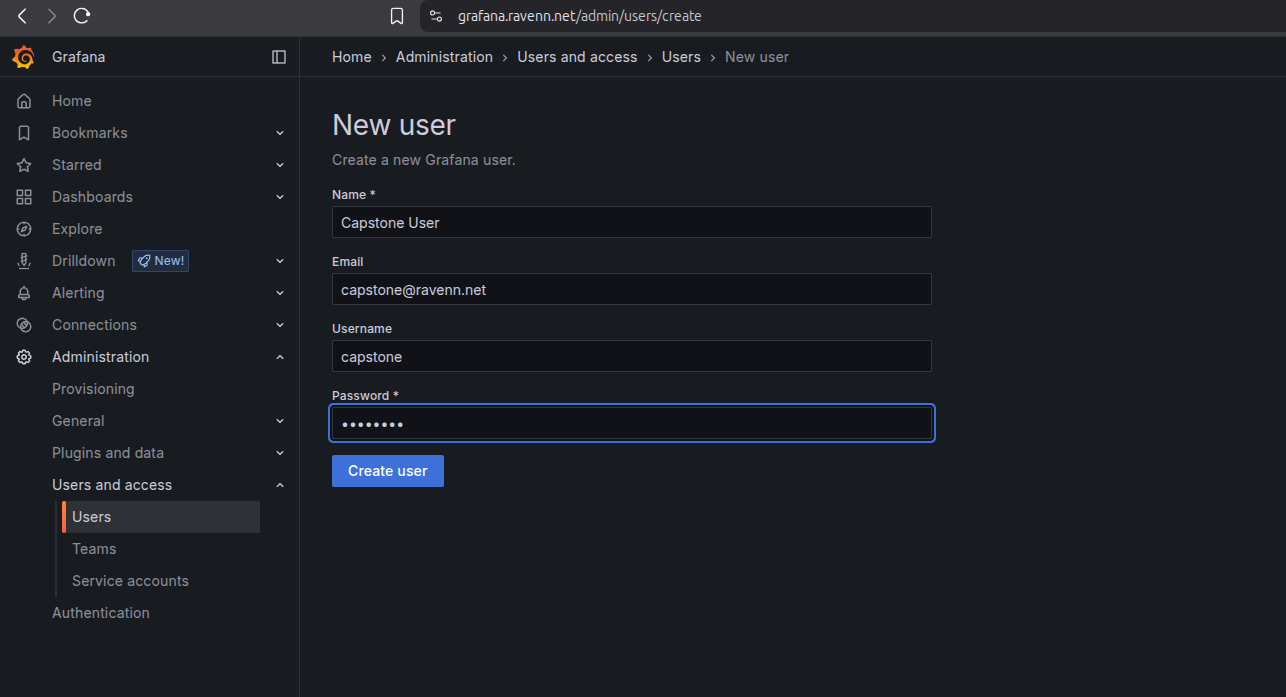 grafana.ravenn.net/admin/users/create
Grafana
Home › Administration › Users and access › Users › New user
Home
Bookmarks
Starred
Dashboards
Explore
Drilldown New!
Alerting
Connections
Administration
Provisioning
General
Plugins and data
Users and access
Users
Teams
Service accounts
Authentication
New user
Create a new Grafana user.
Name *
Capstone User
Email
capstone@ravenn.net
Username
capstone
Password *
••••••••
Create user